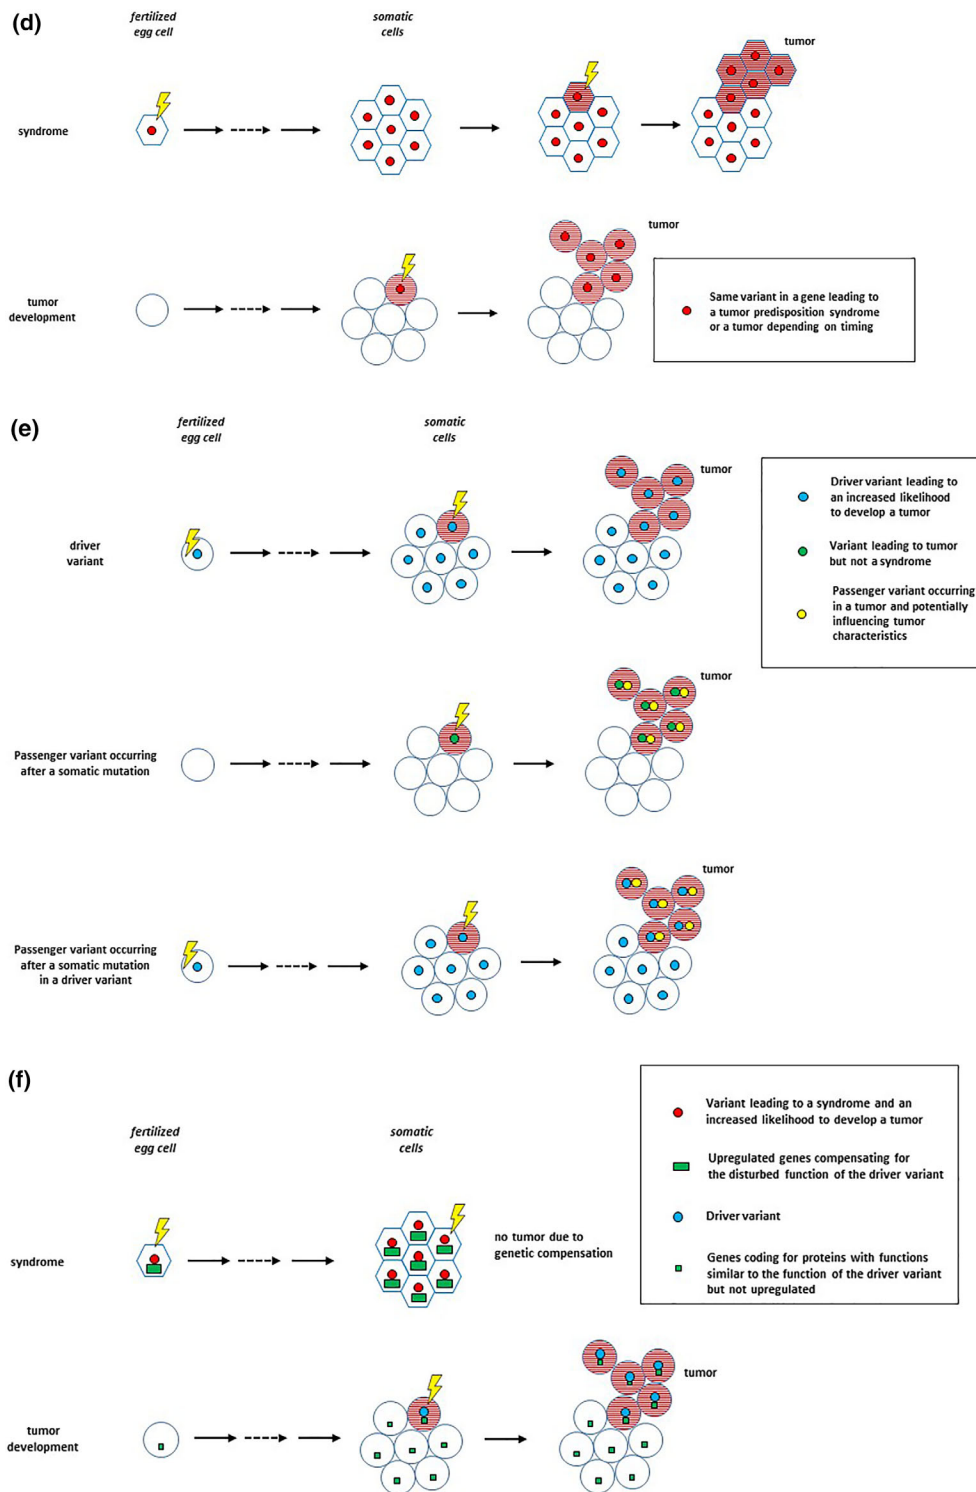 (d)
fertilized
egg cell
somatic
cells
tumor
syndrome
tumor
tumor
development
Same variant in a gene leading to
a tumor predisposition syndrome
or a tumor depending on timing
(e)
fertilized
egg cell
somatic
cells
tumor
driver
variant
Driver variant leading to
an increased likelihood
to develop a tumor
Variant leading to tumor
but not a syndrome
Passenger variant occurring
in a tumor and potentially
influencing tumor
characteristics
tumor
Passenger variant occurring
after a somatic mutation
tumor
Passenger variant occurring
after a somatic mutation
in a driver variant
(f)
fertilized
egg cell
somatic
cells
Variant leading to a syndrome and an
increased likelihood to develop a tumor
Upregulated genes compensating for
the disturbed function of the driver variant
Driver variant
Genes coding for proteins with functions
similar to the function of the driver variant
but not upregulated
syndrome
no tumor due to
genetic compensation
tumor
tumor
development